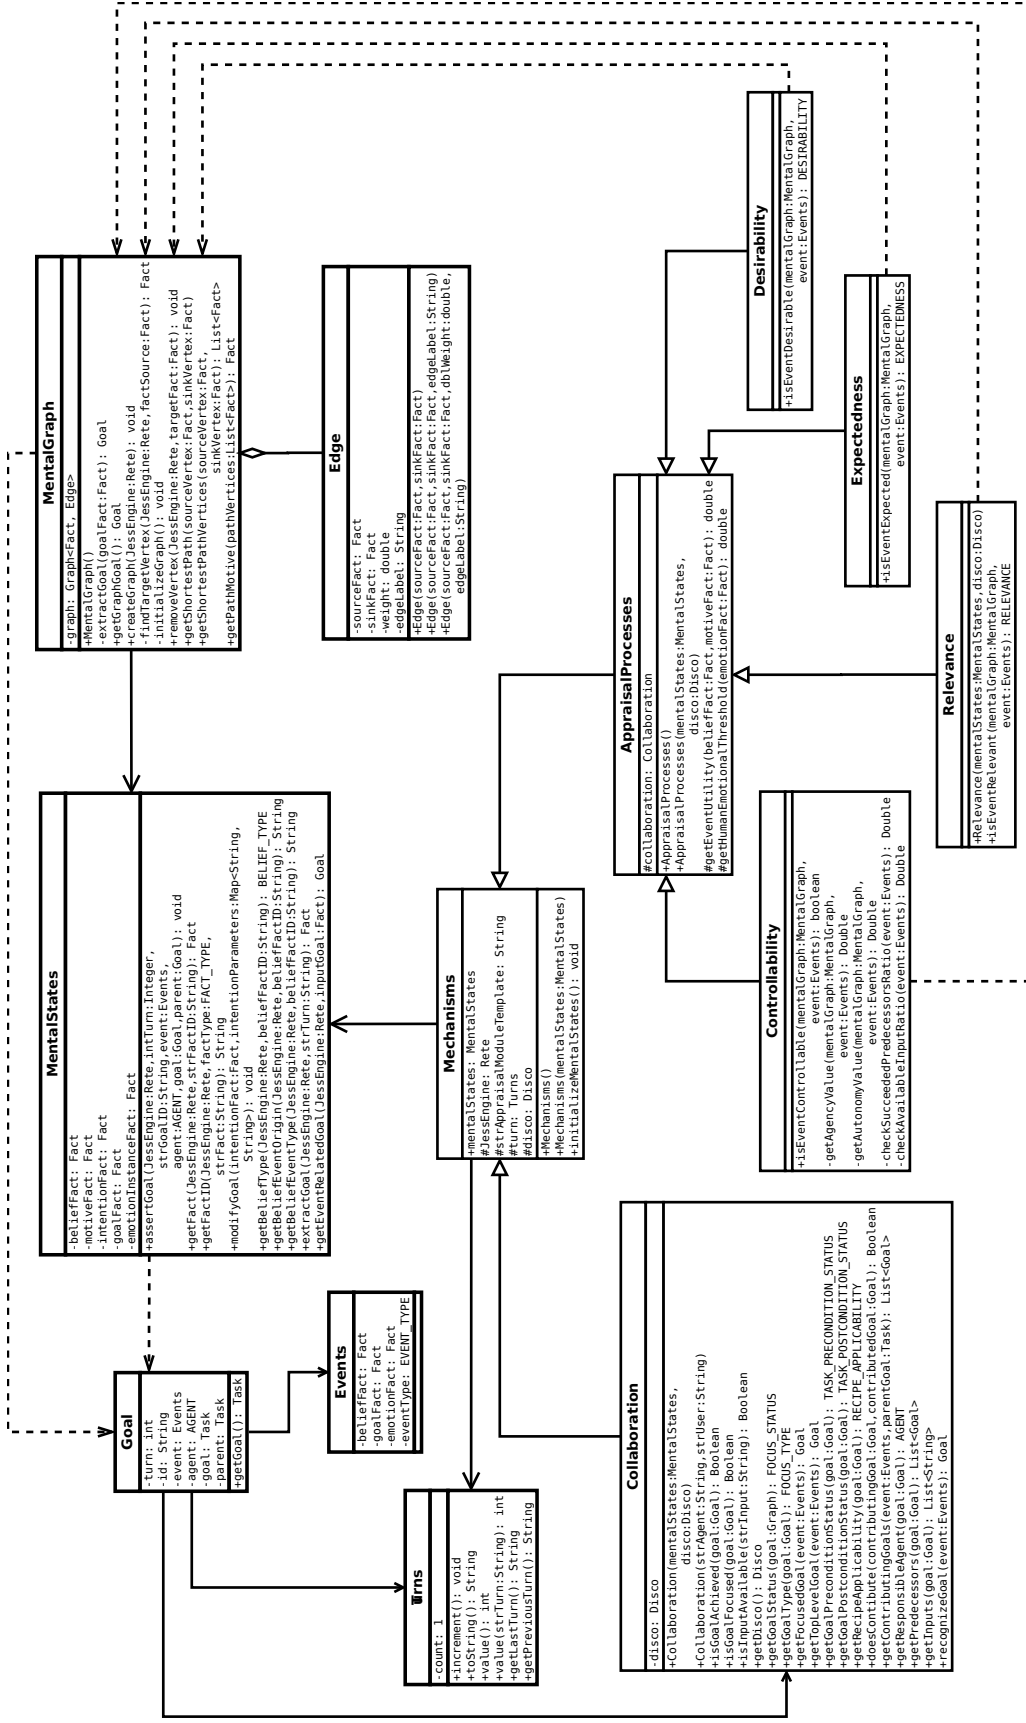 MentalGraph
-graph: Graph<Fact, Edge>
+MentalGraph()
-extractGoal(goalFact:Fact): Goal
+getGraphGoal(): Goal
+createGraph(JessEngine:Rete): void
-findTargetVertex(JessEngine:Rete,factSource:Fact): Fact
-initializeGraph(): void
+removeVertex(JessEngine:Rete,targetFact:Fact): void
+getShortestPath(sourceVertex:Fact,sinkVertex:Fact)
+getShortestPathVertices(sourceVertex:Fact,
sinkVertex:Fact): List<Fact>
+getPathMotive(pathVertices:List<Fact>): Fact
Edge
-sourceFact: Fact
-sinkFact: Fact
-weight: double
-edgeLabel: String
+Edge(sourceFact:Fact,sinkFact:Fact)
+Edge(sourceFact:Fact,sinkFact:Fact,edgeLabel:String)
+Edge(sourceFact:Fact,sinkFact:Fact,dblWeight:double,
edgeLabel:String)
MentalStates
-beliefFact: Fact
-motiveFact: Fact
-intentionFact: Fact
-goalFact: Fact
-emotionInstanceFact: Fact
+assertGoal(JessEngine:Rete,intTurn:Integer,
strGoalID:String,event:Events,
agent:AGENT,goal:Goal,parent:Goal): void
+getFact(JessEngine:Rete,strFactID:String): Fact
+getFactID(JessEngine:Rete,factType:FACT_TYPE,
strFact:String): String
+modifyGoal(intentionFact:Fact,intentionParameters:Map<String,
String>): void
+getBeliefType(JessEngine:Rete,beliefFactID:String): BELIEF_TYPE
+getBeliefEventOrigin(JessEngine:Rete,beliefFactID:String): String
+getBeliefEventType(JessEngine:Rete,beliefFactID:String): String
+extractGoal(JessEngine:Rete,strTurn:String): Fact
+getEventRelatedGoal(JessEngine:Rete,inputGoal:Fact): Goal
Goal
-turn: int
-id: String
-event: Events
-agent: AGENT
-goal: Task
-parent: Task
+getGoal(): Task
Events
-beliefFact: Fact
-goalFact: Fact
-emotionFact: Fact
-eventType: EVENT_TYPE
Turns
-count: 1
+increment(): void
+toString(): String
+value(): int
+value(strTurn:String): int
+getLastTurn(): String
+getPreviousTurn(): String
Mechanisms
+mentalStates: MentalStates
#JessEngine: Rete
#strAppraisalModuleTemplate: String
#turn: Turns
#disco: Disco
+Mechanisms()
+Mechanisms(mentalStates:MentalStates)
+initializeMentalStates(): void
AppraisalProcesses
#collaboration: Collaboration
+AppraisalProcesses()
+AppraisalProcesses(mentalStates:MentalStates,
disco:Disco)
#getEventUtility(beliefFact:Fact,motiveFact:Fact): double
#getHumanEmotionalThreshold(emotionFact:Fact): double
Desirability
+isEventDesirable(mentalGraph:MentalGraph,
event:Events): DESIRABILITY
Expectedness
+isEventExpected(mentalGraph:MentalGraph,
event:Events): EXPECTEDNESS
Relevance
+Relevance(mentalStates:MentalStates,disco:Disco)
+isEventRelevant(mentalGraph:MentalGraph,
event:Events): RELEVANCE
Controllability
+isEventControllable(mentalGraph:MentalGraph,
event:Events): boolean
-getAgencyValue(mentalGraph:MentalGraph,
event:Events): Double
-getAutonomyValue(mentalGraph:MentalGraph,
event:Events): Double
-checkSucceededPredecessorsRatio(event:Events): Double
-checkAvailableInputRatio(event:Events): Double
Collaboration
-disco: Disco
+Collaboration(mentalStates:MentalStates,
disco:Disco)
+Collaboration(strAgent:String,strUser:String)
+isGoalAchieved(goal:Goal): Boolean
+isGoalFocused(goal:Goal): Boolean
+isInputAvailable(strInput:String): Boolean
+getDisco(): Disco
+getGoalStatus(goal:Graph): FOCUS_STATUS
+getGoalType(goal:Goal): FOCUS_TYPE
+getFocusedGoal(event:Events): Goal
+getTopLevelGoal(event:Events): Goal
+getGoalPreconditionStatus(goal:Goal): TASK_PRECONDITION_STATUS
+getGoalPostconditionStatus(goal:Goal): TASK_POSTCONDITION_STATUS
+getRecipeApplicability(goal:Goal): RECIPE_APPLICABILITY
+doesContibute(contributingGoal:Goal,contributedGoal:Goal): Boolean
+getContributingGoals(event:Events,parentGoal:Task): List<Goal>
+getResponsibleAgent(goal:Goal): AGENT
+getPredecessors(goal:Goal): List<Goal>
+getInputs(goal:Goal): List<String>
+recognizeGoal(event:Events): Goal